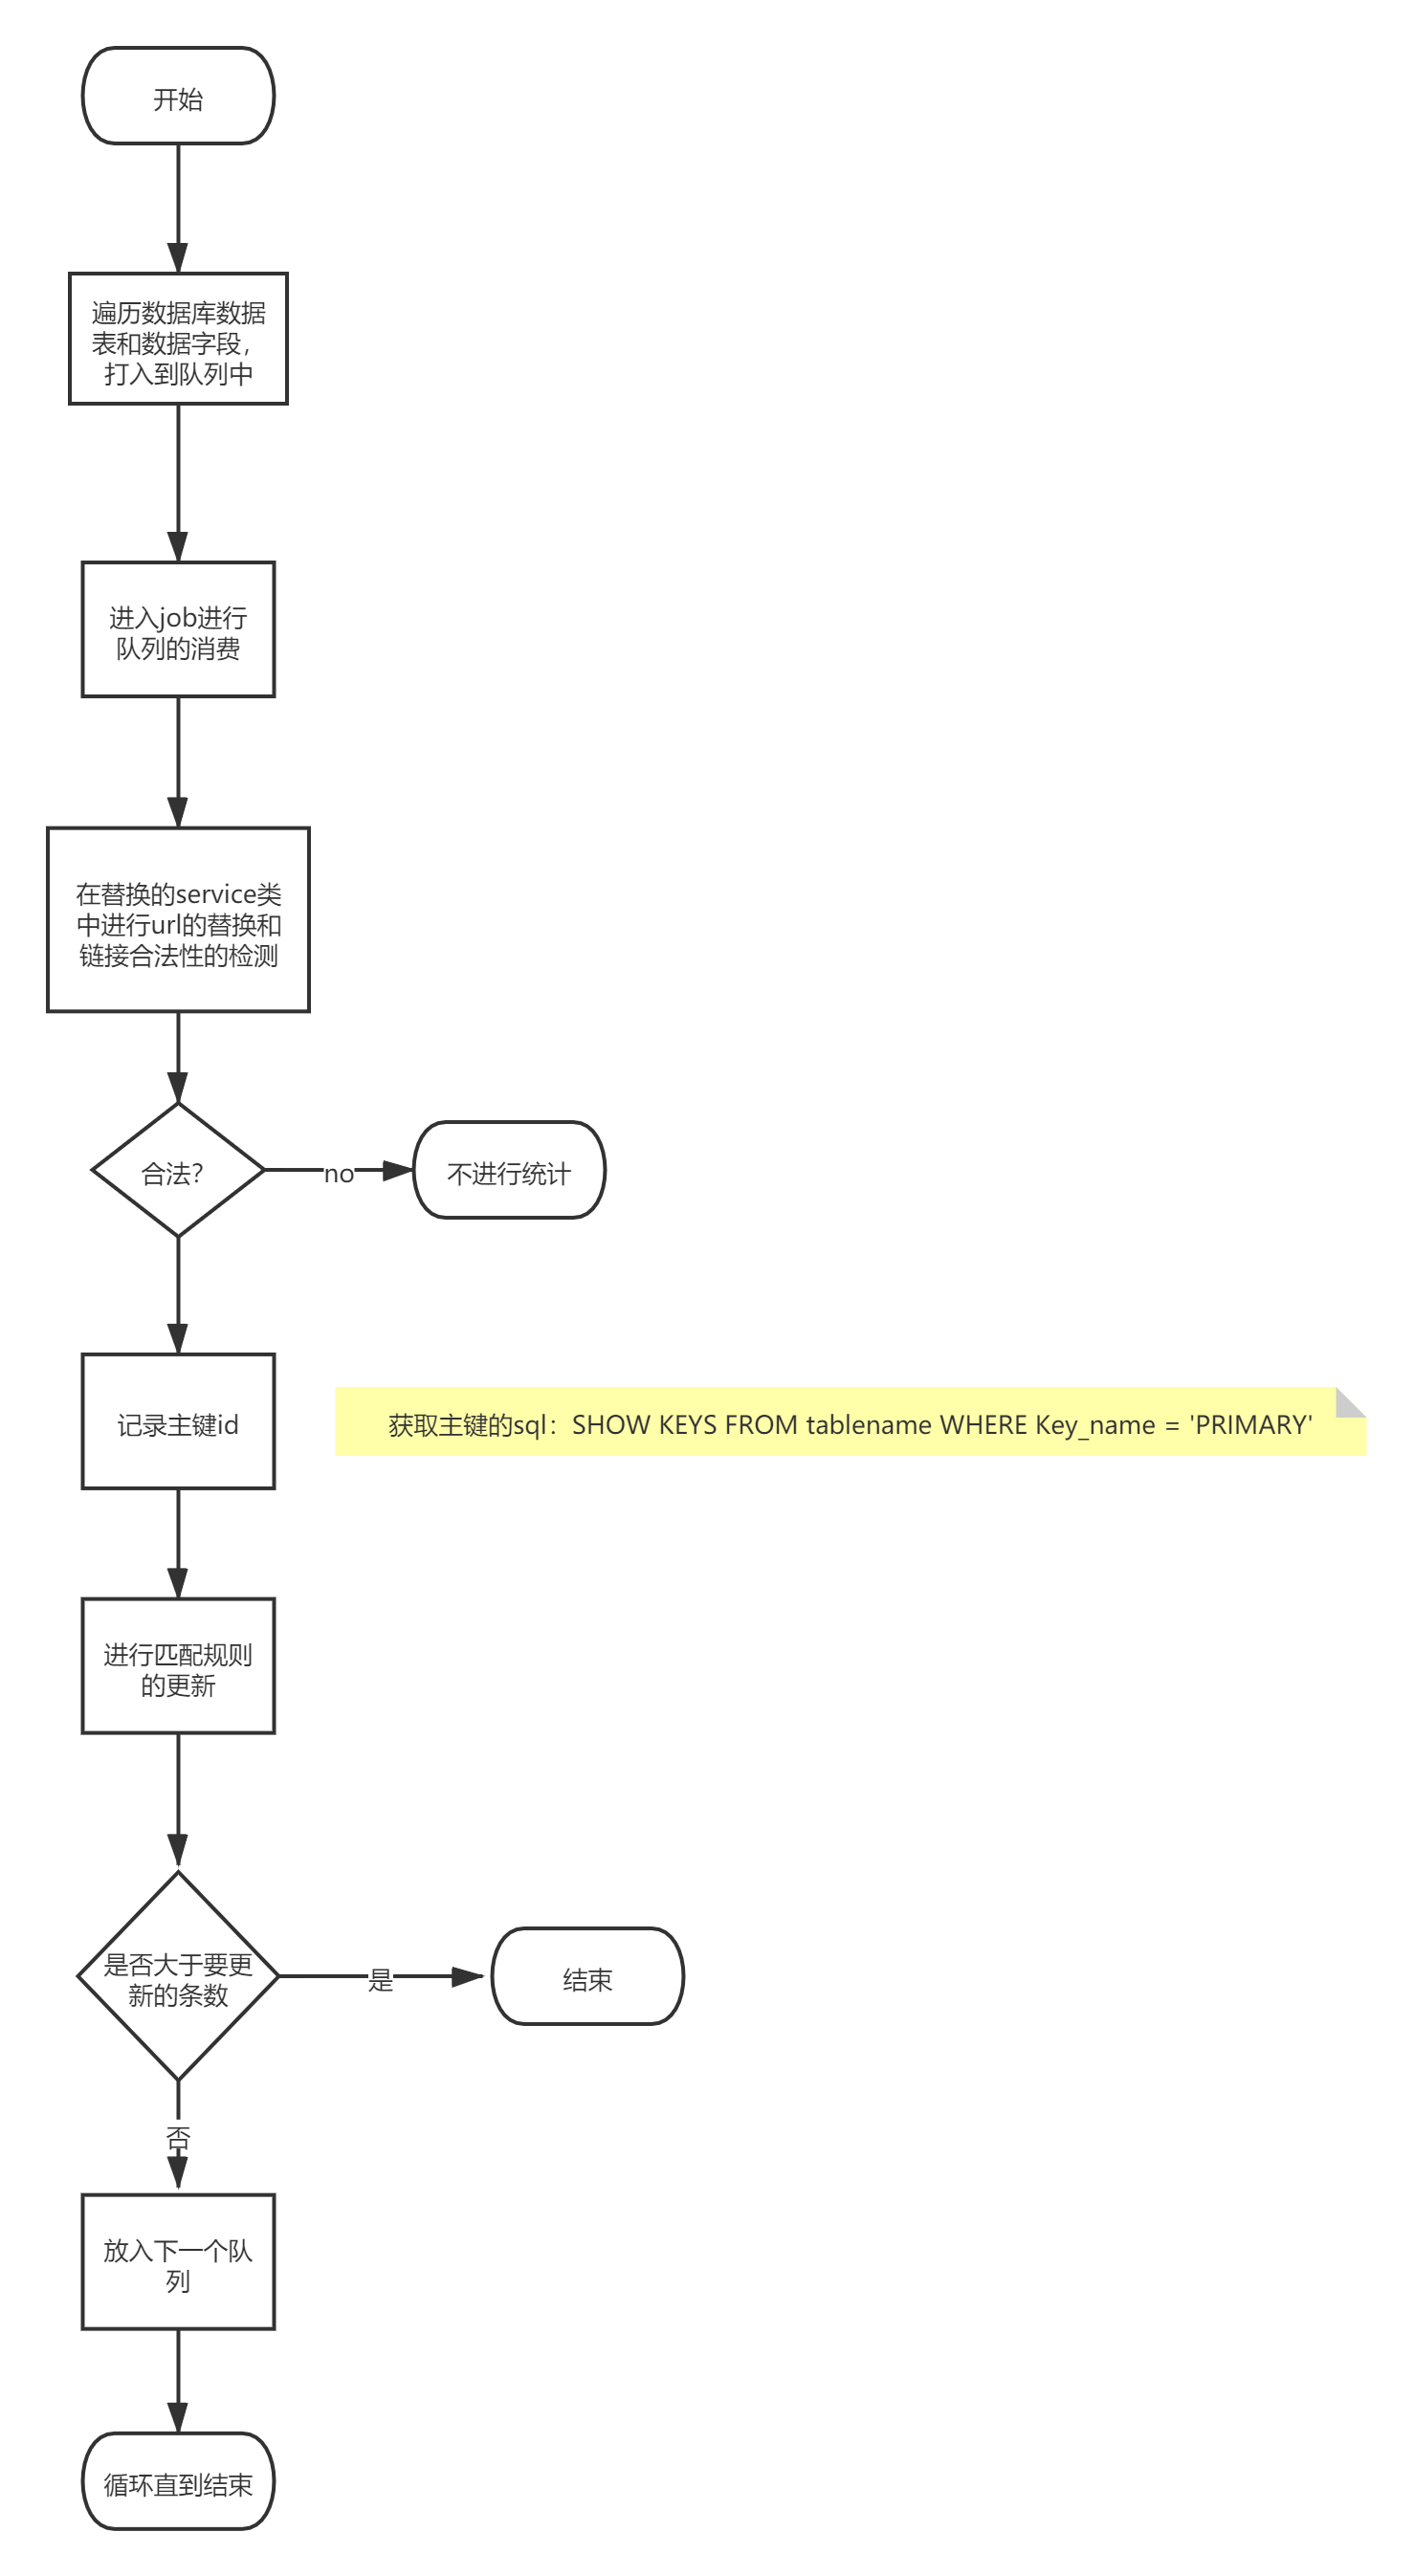 开始
遍历数据库数据
表和数据字段，
打入到队列中
进入job进行
队列的消费
在替换的service类
中进行url的替换和
链接合法性的检测
合法？
no
不进行统计
记录主键id
获取主键的sql：SHOW KEYS FROM tablename WHERE Key_name = 'PRIMARY'
进行匹配规则
的更新
是否大于要更
新的条数
是
结束
否
放入下一个队
列
循环直到结束